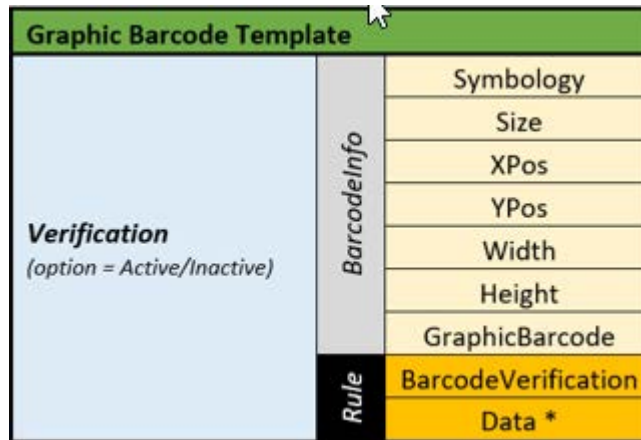 Graphic Barcode Template
Verification
(option = Active/Inactive)
BarcodeInfo
Symbology
Size
XPos
YPos
Width
Height
GraphicBarcode
Rule
BarcodeVerification
Data *